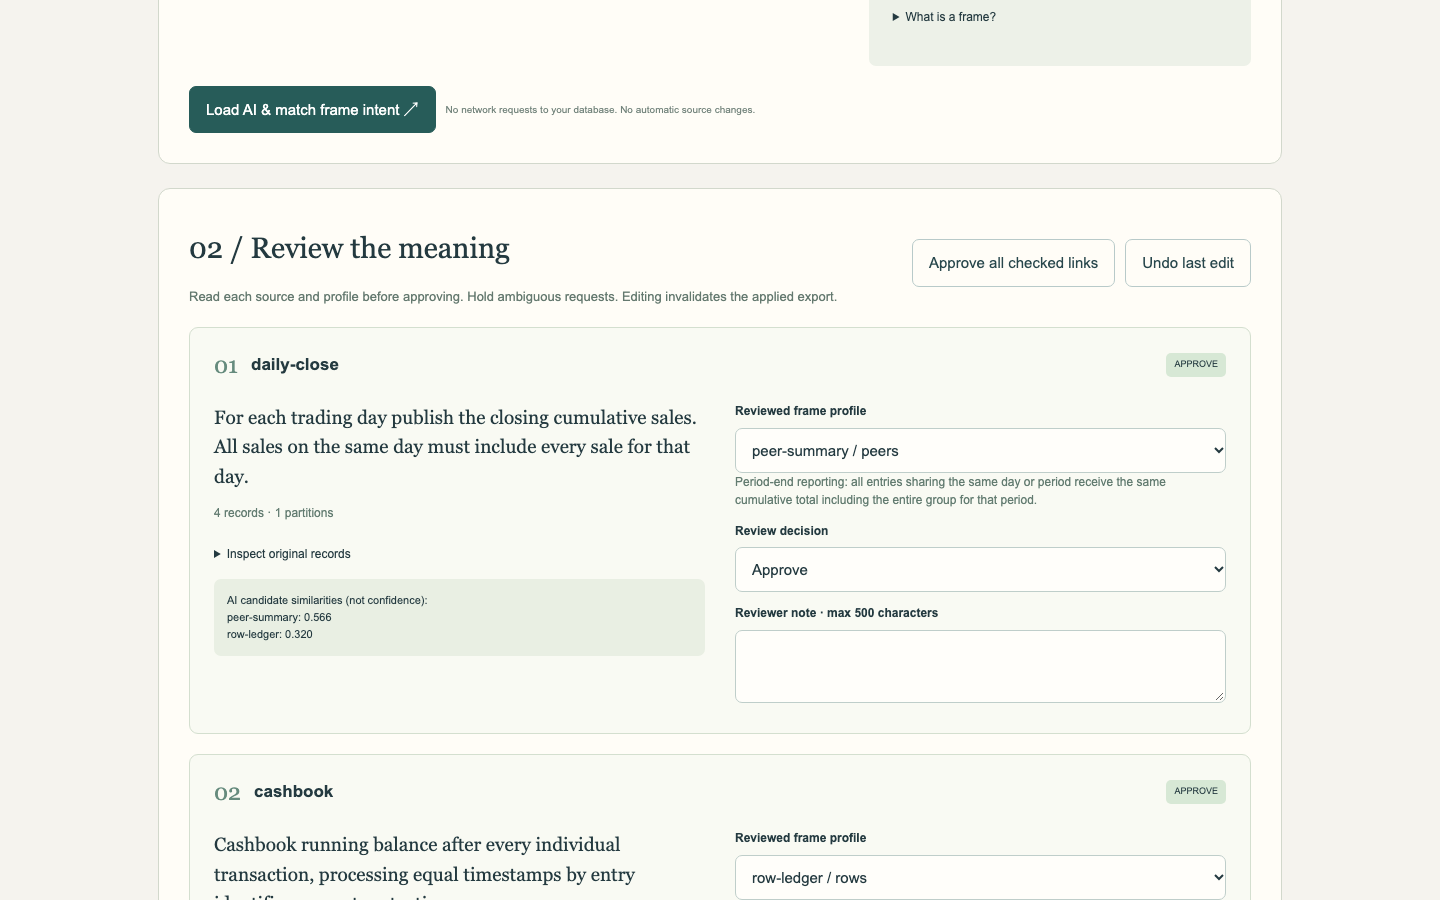 ▶ What is a frame?
Load AI & match frame intent ↗
No network requests to your database. No automatic source changes.
02 / Review the meaning
Approve all checked links
Undo last edit
Read each source and profile before approving. Hold ambiguous requests. Editing invalidates the applied export.
01 daily-close
APPROVE
For each trading day publish the closing cumulative sales.
All sales on the same day must include every sale for that
day.
4 records · 1 partitions
▶ Inspect original records
AI candidate similarities (not confidence):
peer-summary: 0.566
row-ledger: 0.320
Reviewed frame profile
peer-summary / peers
Period-end reporting: all entries sharing the same day or period receive the same
cumulative total including the entire group for that period.
Review decision
Approve
Reviewer note · max 500 characters
02 cashbook
APPROVE
Cashbook running balance after every individual
transaction, processing equal timestamps by entry
Reviewed frame profile
row-ledger / rows